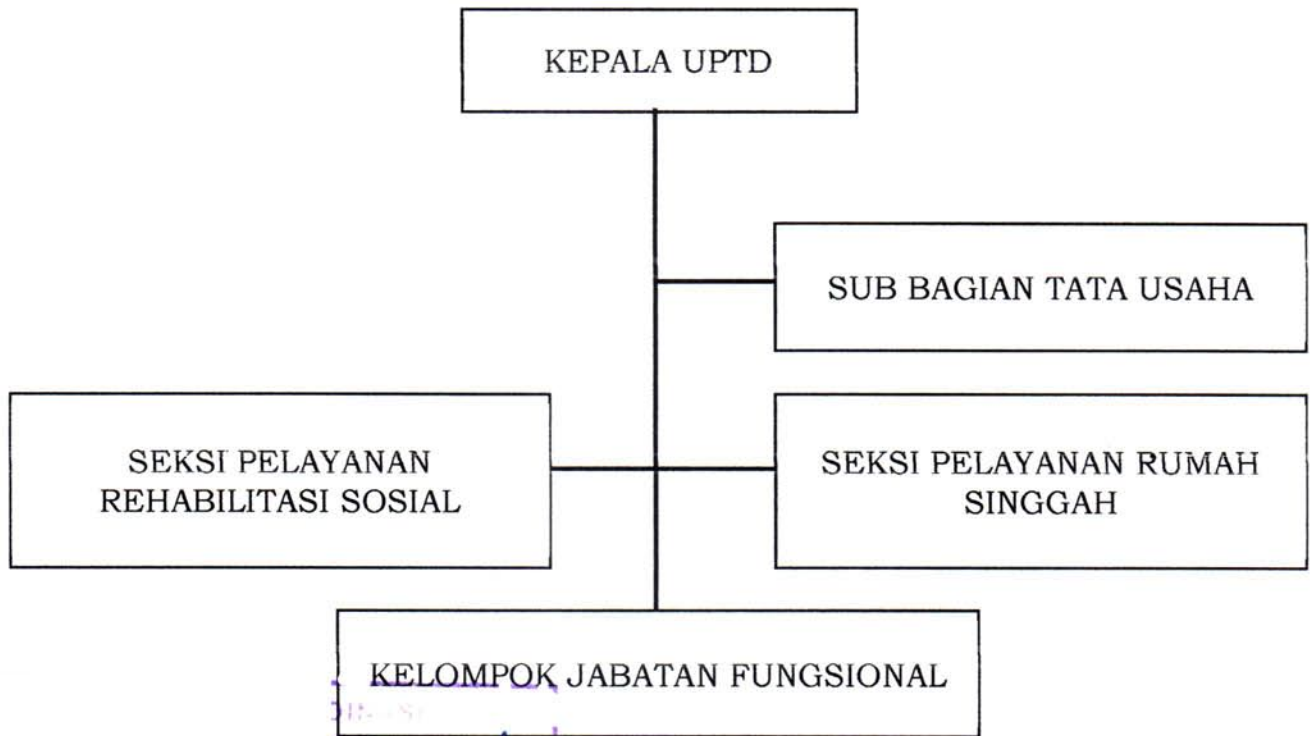 KEPALA UPTD
SUB BAGIAN TATA USAHA
SEKSI PELAYANAN
REHABILITASI SOSIAL
SEKSI PELAYANAN RUMAH
SINGGAH
KELOMPOK JABATAN FUNGSIONAL